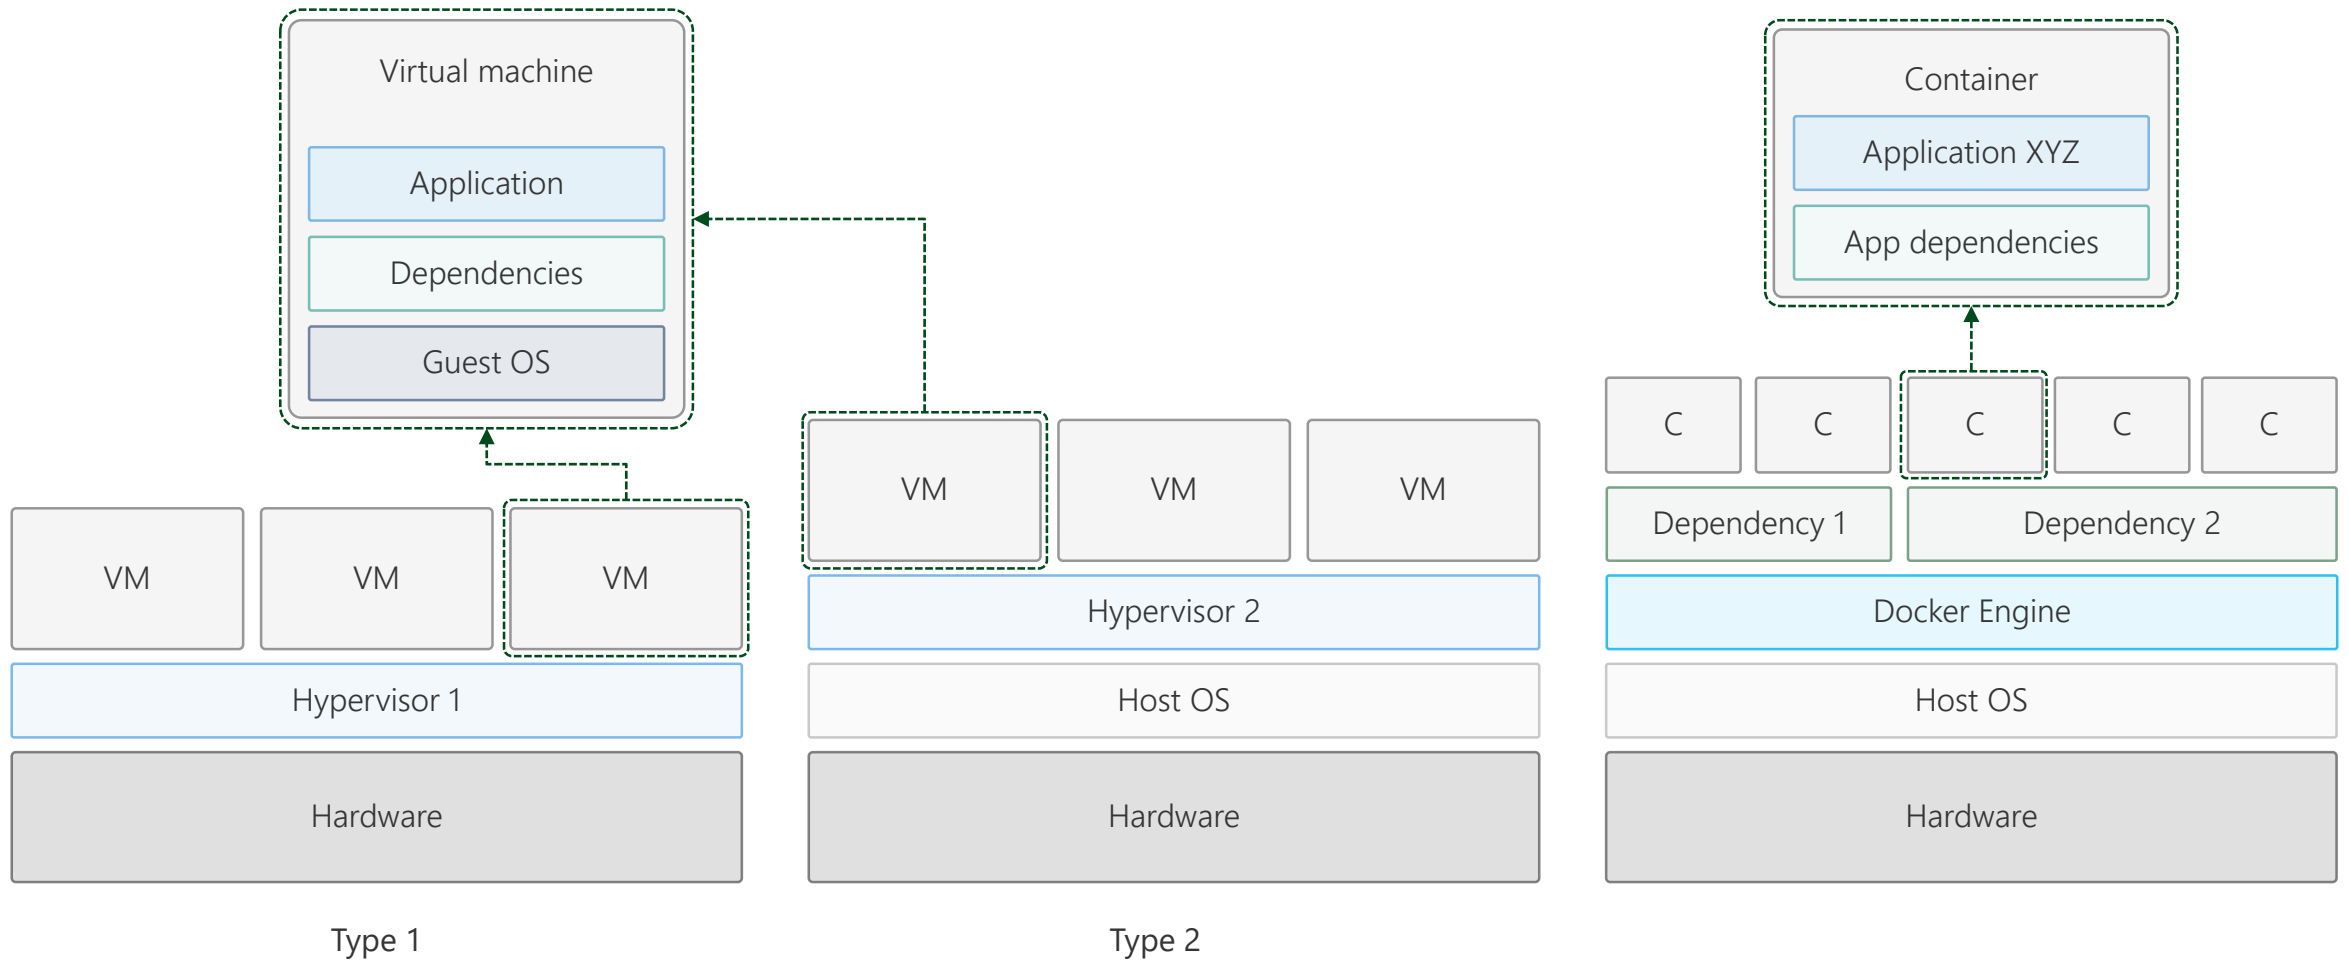 Virtual machine
Application
Dependencies
Guest OS
VM
VM
VM
Hypervisor 1
Hardware
Type 1
VM
VM
VM
Hypervisor 2
Host OS
Hardware
Type 2
Container
Application XYZ
App dependencies
C
C
C
C
C
Dependency 1
Dependency 2
Docker Engine
Host OS
Hardware